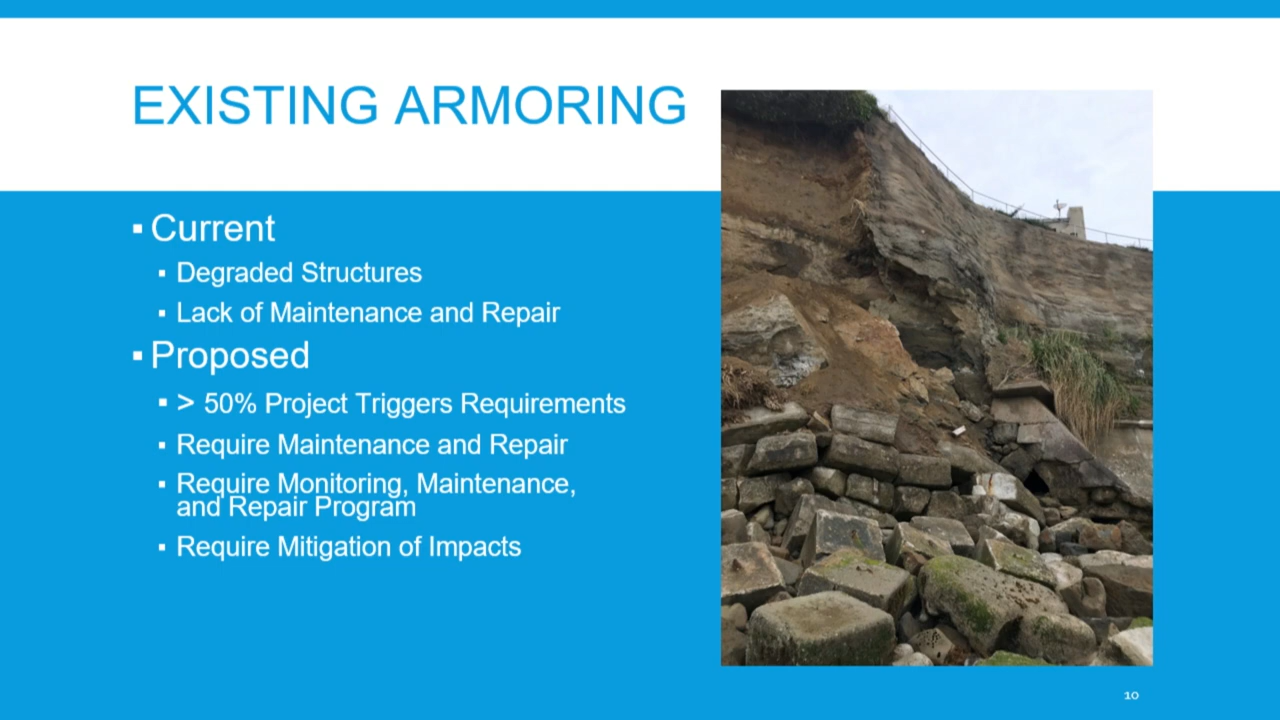 EXISTING ARMORING
▪ Current
▪ Degraded Structures
▪ Lack of Maintenance and Repair
▪ Proposed
▪ > 50% Project Triggers Requirements
▪ Require Maintenance and Repair
▪ Require Monitoring, Maintenance,
and Repair Program
▪ Require Mitigation of Impacts
10